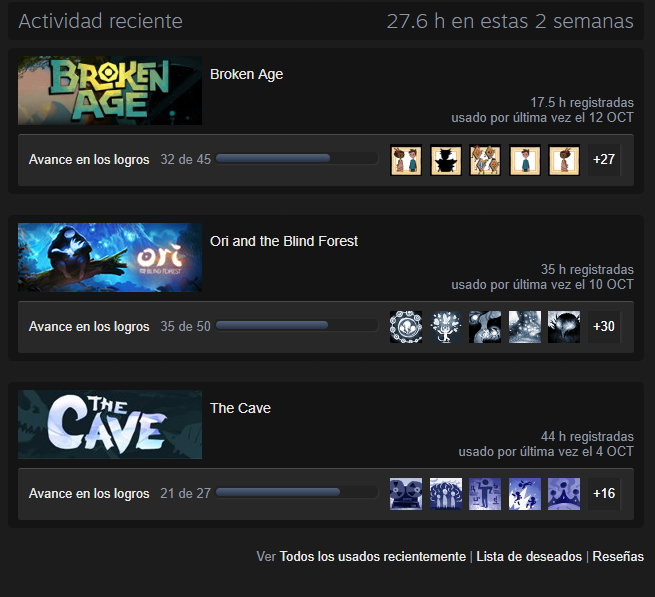 Actividad reciente 27.6 h en estas 2 semanas
BROKEN
AGE
Broken Age
17.5 h registradas
usado por última vez el 12 OCT
Avance en los logros 32 de 45 +27
ori
AND THE BLIND FOREST
Ori and the Blind Forest
35 h registradas
usado por última vez el 10 OCT
Avance en los logros 35 de 50 +30
THE
CAVE
The Cave
44 h registradas
usado por última vez el 4 OCT
Avance en los logros 21 de 27 +16
Ver Todos los usados recientemente | Lista de deseados | Reseñas